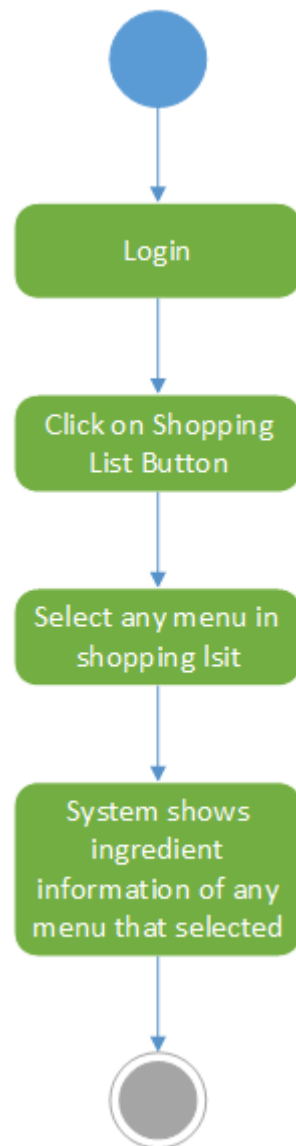 Login
Click on Shopping
List Button
Select any menu in
shopping lsit
System shows
ingredient
information of any
menu that selected